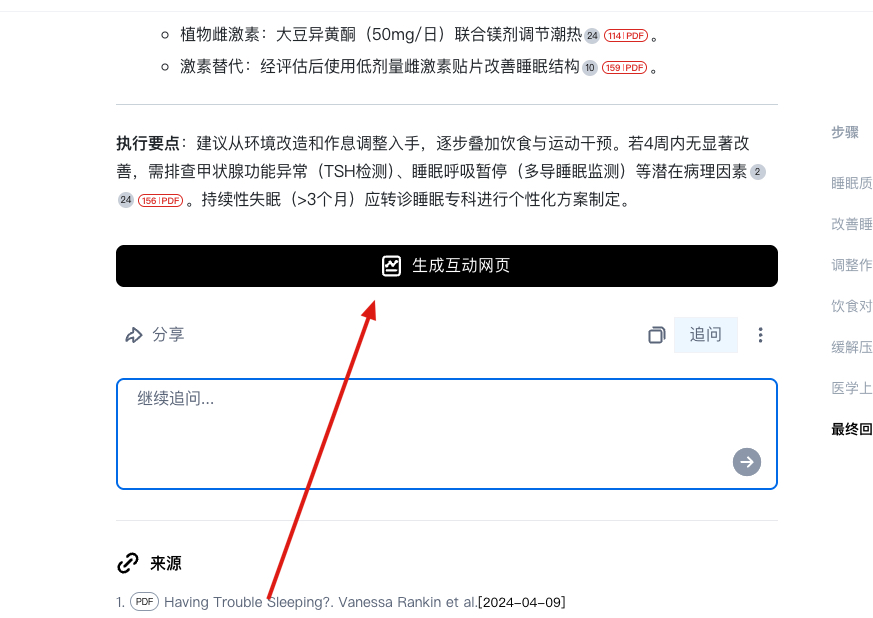 植物雌激素：大豆异黄酮（50mg/日）联合镁剂调节潮热 24 114 | PDF 。
激素替代：经评估后使用低剂量雌激素贴片改善睡眠结构 10 159 | PDF 。
执行要点：建议从环境改造和作息调整入手，逐步叠加饮食与运动干预。若4周内无显著改
善，需排查甲状腺功能异常（TSH检测）、睡眠呼吸暂停（多导睡眠监测）等潜在病理因素 2
24 156 | PDF 。持续性失眠（>3个月）应转诊睡眠专科进行个性化方案制定。
生成互动网页
分享
追问
继续追问...
来源
1. PDF Having Trouble Sleeping?. Vanessa Rankin et al.[2024-04-09]
步骤
睡眠质
改善睡
调整作
饮食对
缓解压
医学上
最终回